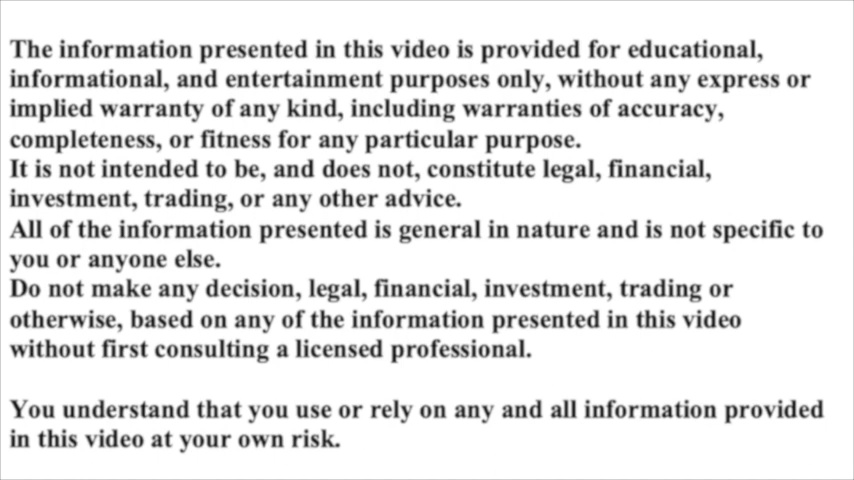 The information presented in this video is provided for educational,
informational, and entertainment purposes only, without any express or
implied warranty of any kind, including warranties of accuracy,
completeness, or fitness for any particular purpose.
It is not intended to be, and does not, constitute legal, financial,
investment, trading, or any other advice.
All of the information presented is general in nature and is not specific to
you or anyone else.
Do not make any decision, legal, financial, investment, trading or
otherwise, based on any of the information presented in this video
without first consulting a licensed professional.
You understand that you use or rely on any and all information provided
in this video at your own risk.